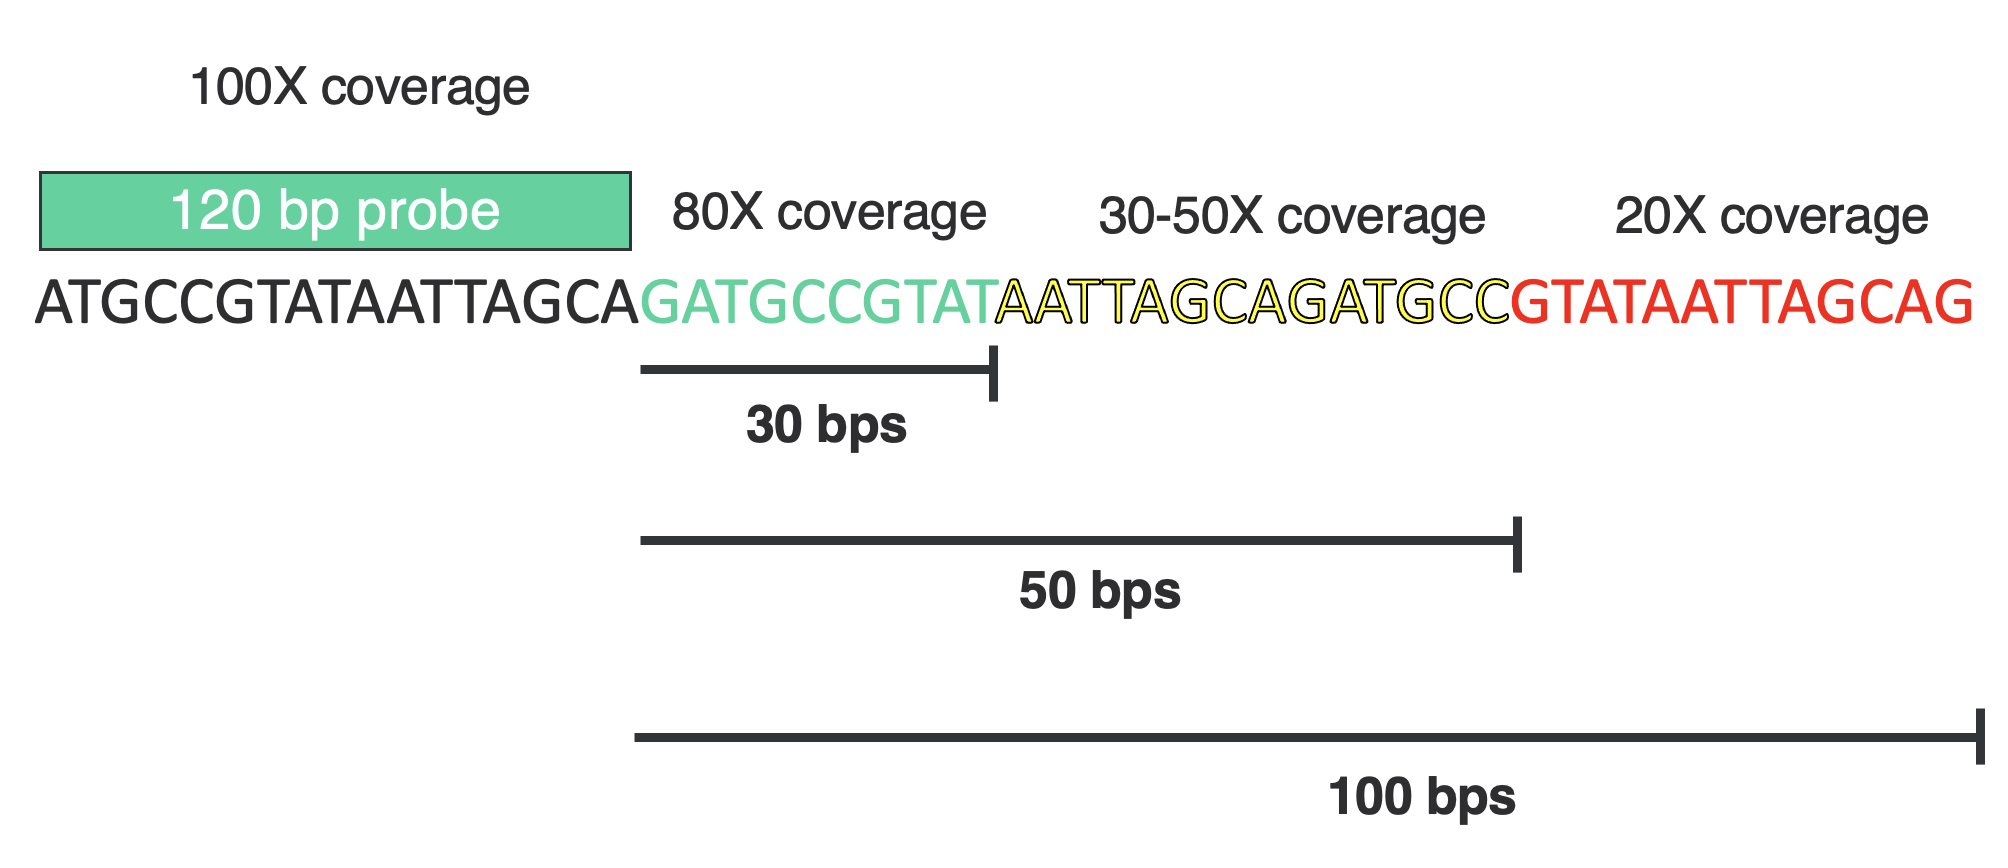 100X coverage
120 bp probe
80X coverage
30-50X coverage
20X coverage
ATGCCGTATAATTAGCAGATGCCGTATAATTAGCAGATGCCGTATAATTAGCAG
30 bps
50 bps
100 bps